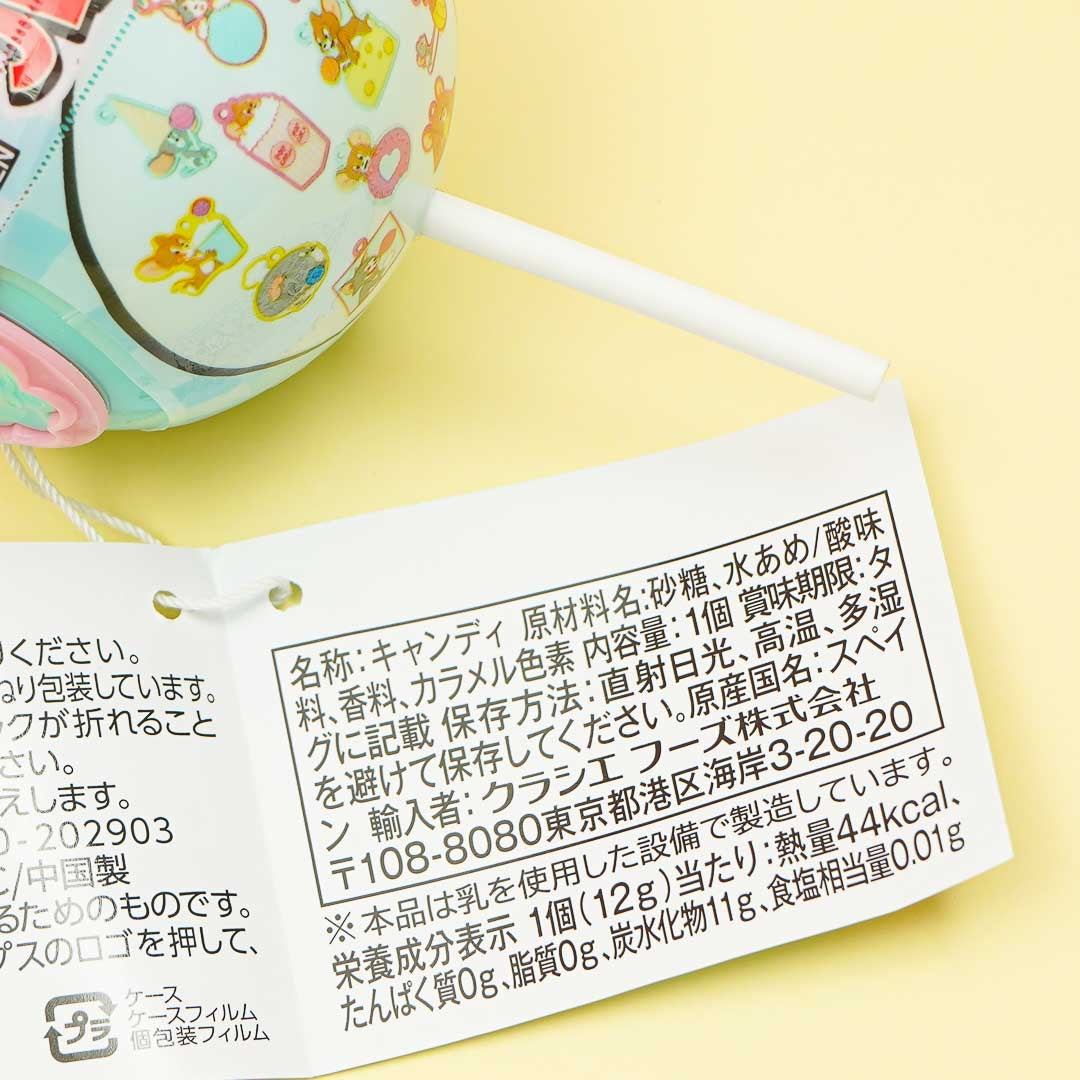 EN
ください。
り包装しています。
クが折れること
さい。
えします。
0-202903
C/中国製
るためのものです。
プスのロゴを押して、
プラ
ケース
ケースフィルム
個包装フィルム
名称:キャンディ 原材料名:砂糖、水あめ/酸味
料、香料、カラメル色素 内容量:1個 賞味期限:タ
グに記載 保存方法:直射日光、高温、多湿
を避けて保存してください。原産国名:スペイ
ン 輸入者:クラシエフーズ株式会社
〒108-8080東京都港区海岸3-20-20
※本品は乳を使用した設備で製造しています。
栄養成分表示 1個(12g)当たり:熱量44kcal、
たんぱく質0g、脂質0g、炭水化物11g、食塩相当量0.01g